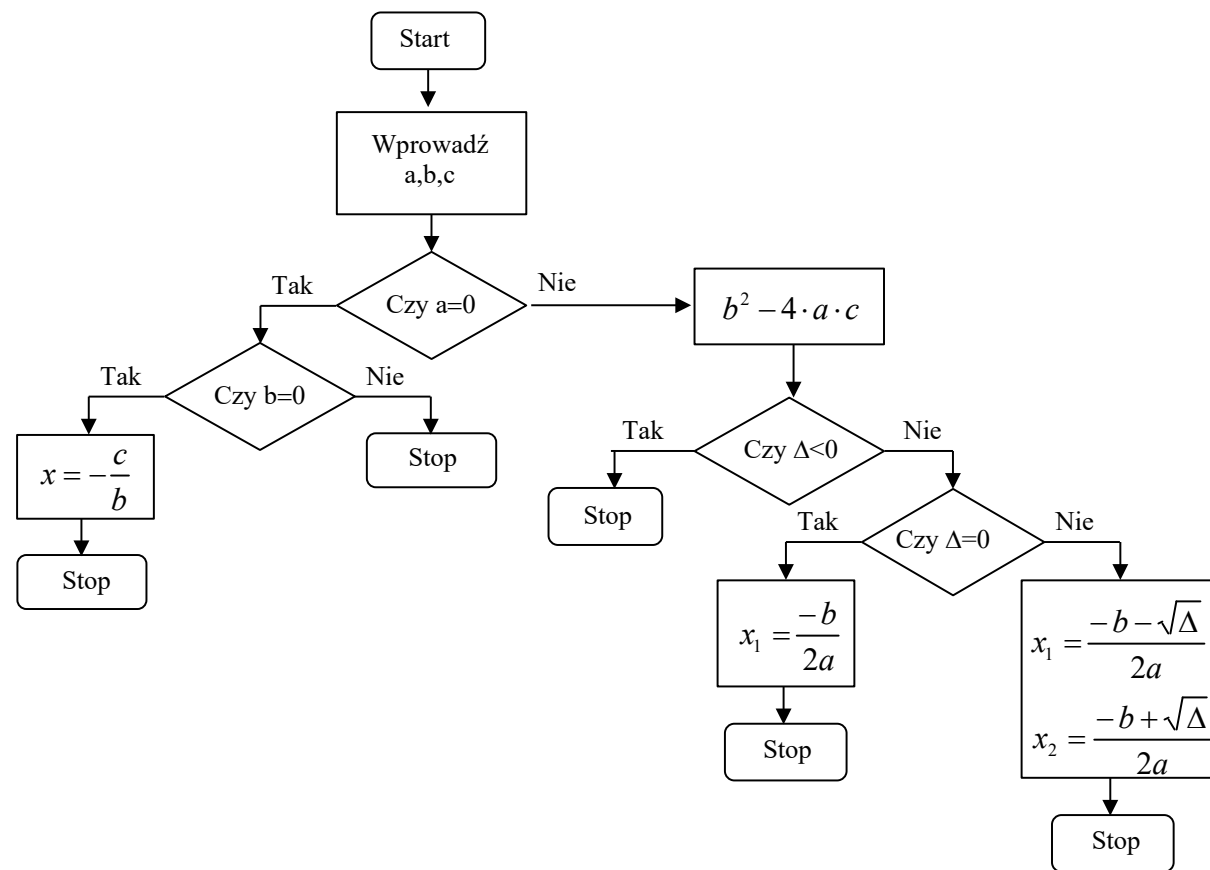 Start
Wprowadź
a,b,c
Tak
Czy a=0
Nie
b² − 4 · a · c
Tak
Czy b=0
Nie
Stop
x = −c/b
Stop
Tak
Czy Δ<0
Nie
Stop
Tak
Czy Δ=0
Nie
x₁ = −b/2a
Stop
x₁ = −b − √Δ/2a
x₂ = −b + √Δ/2a
Stop